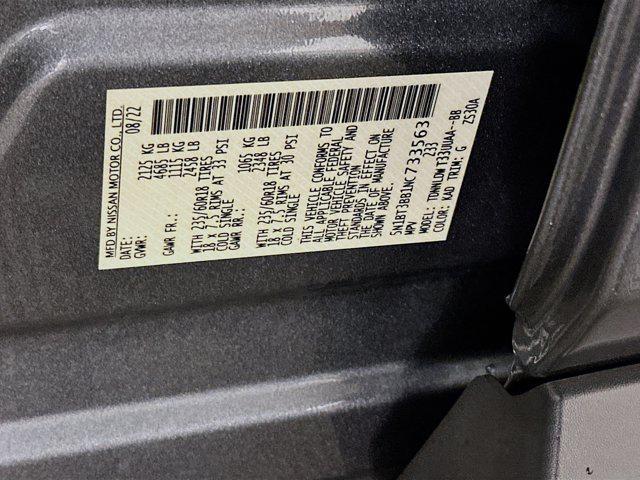 MFD BY NISSAN MOTOR CO., LTD.
DATE: 08/22
GVWR: 2125 KG
4685 LB
GAWR FR.: 1115 KG
2458 LB
WITH 235/60R18 TIRES
18 X 7.5 RIMS AT 33 PSI
COLD SINGLE
GAWR RR.: 1065 KG
2348 LB
WITH 235/60R18 TIRES
18 X 7.5 RIMS AT 30 PSI
COLD SINGLE
THIS VEHICLE CONFORMS TO
ALL APPLICABLE FEDERAL
MOTOR VEHICLE SAFETY AND
THEFT PREVENTION
STANDARDS IN EFFECT ON
THE DATE OF MANUFACTURE
SHOWN ABOVE.
5N1BT3BB1NC733563
MPV 233
MODEL: TDNNLDWT33UUAA--BB
COLOR: KAD TRIM: G Z530A